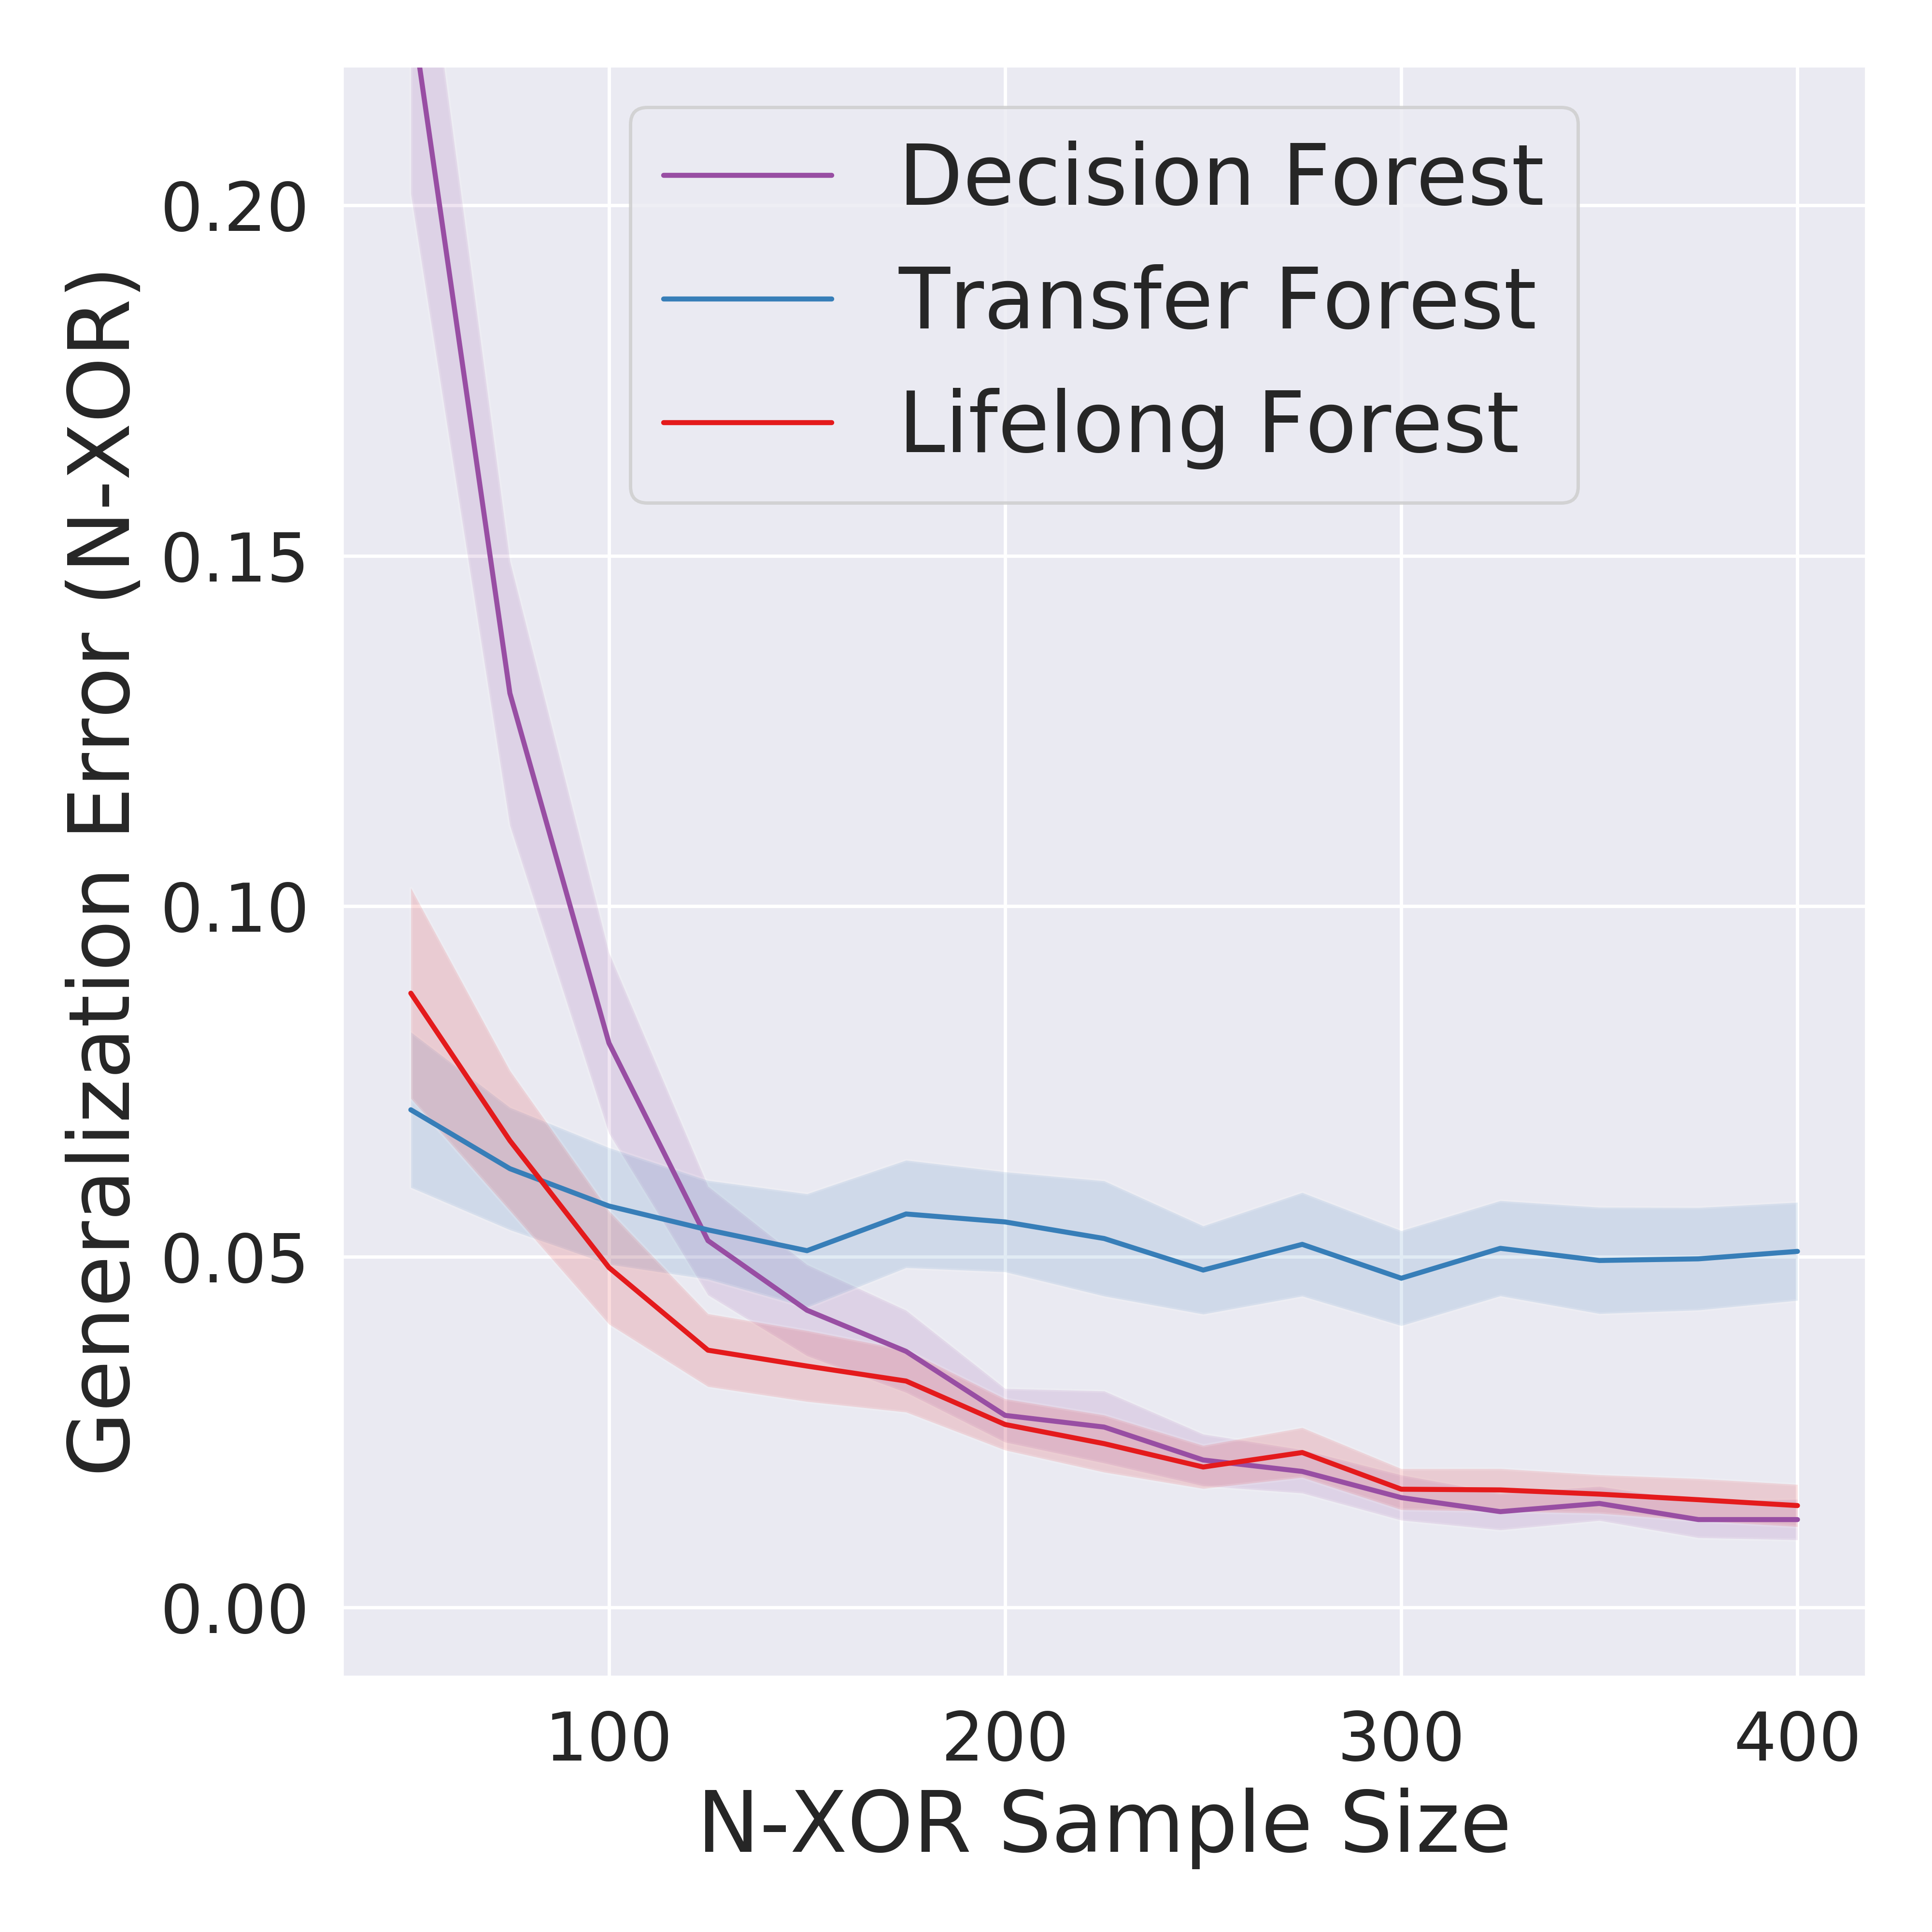 Generalization Error (N-XOR)
0.20
0.15
0.10
0.05
0.00
Decision Forest
Transfer Forest
Lifelong Forest
100 200 300 400
N-XOR Sample Size